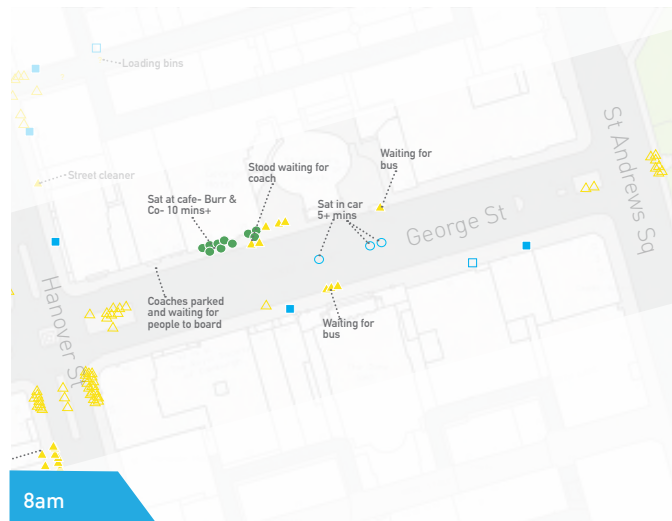 Loading bins
Street cleaner
Stood waiting for
coach
Waiting for
bus
Sat at cafe- Burr &
Co- 10 mins+
Sat in car
5+ mins
St Andrews Sq
George St
Hanover St
Coaches parked
and waiting for
people to board
Waiting for
bus
8am